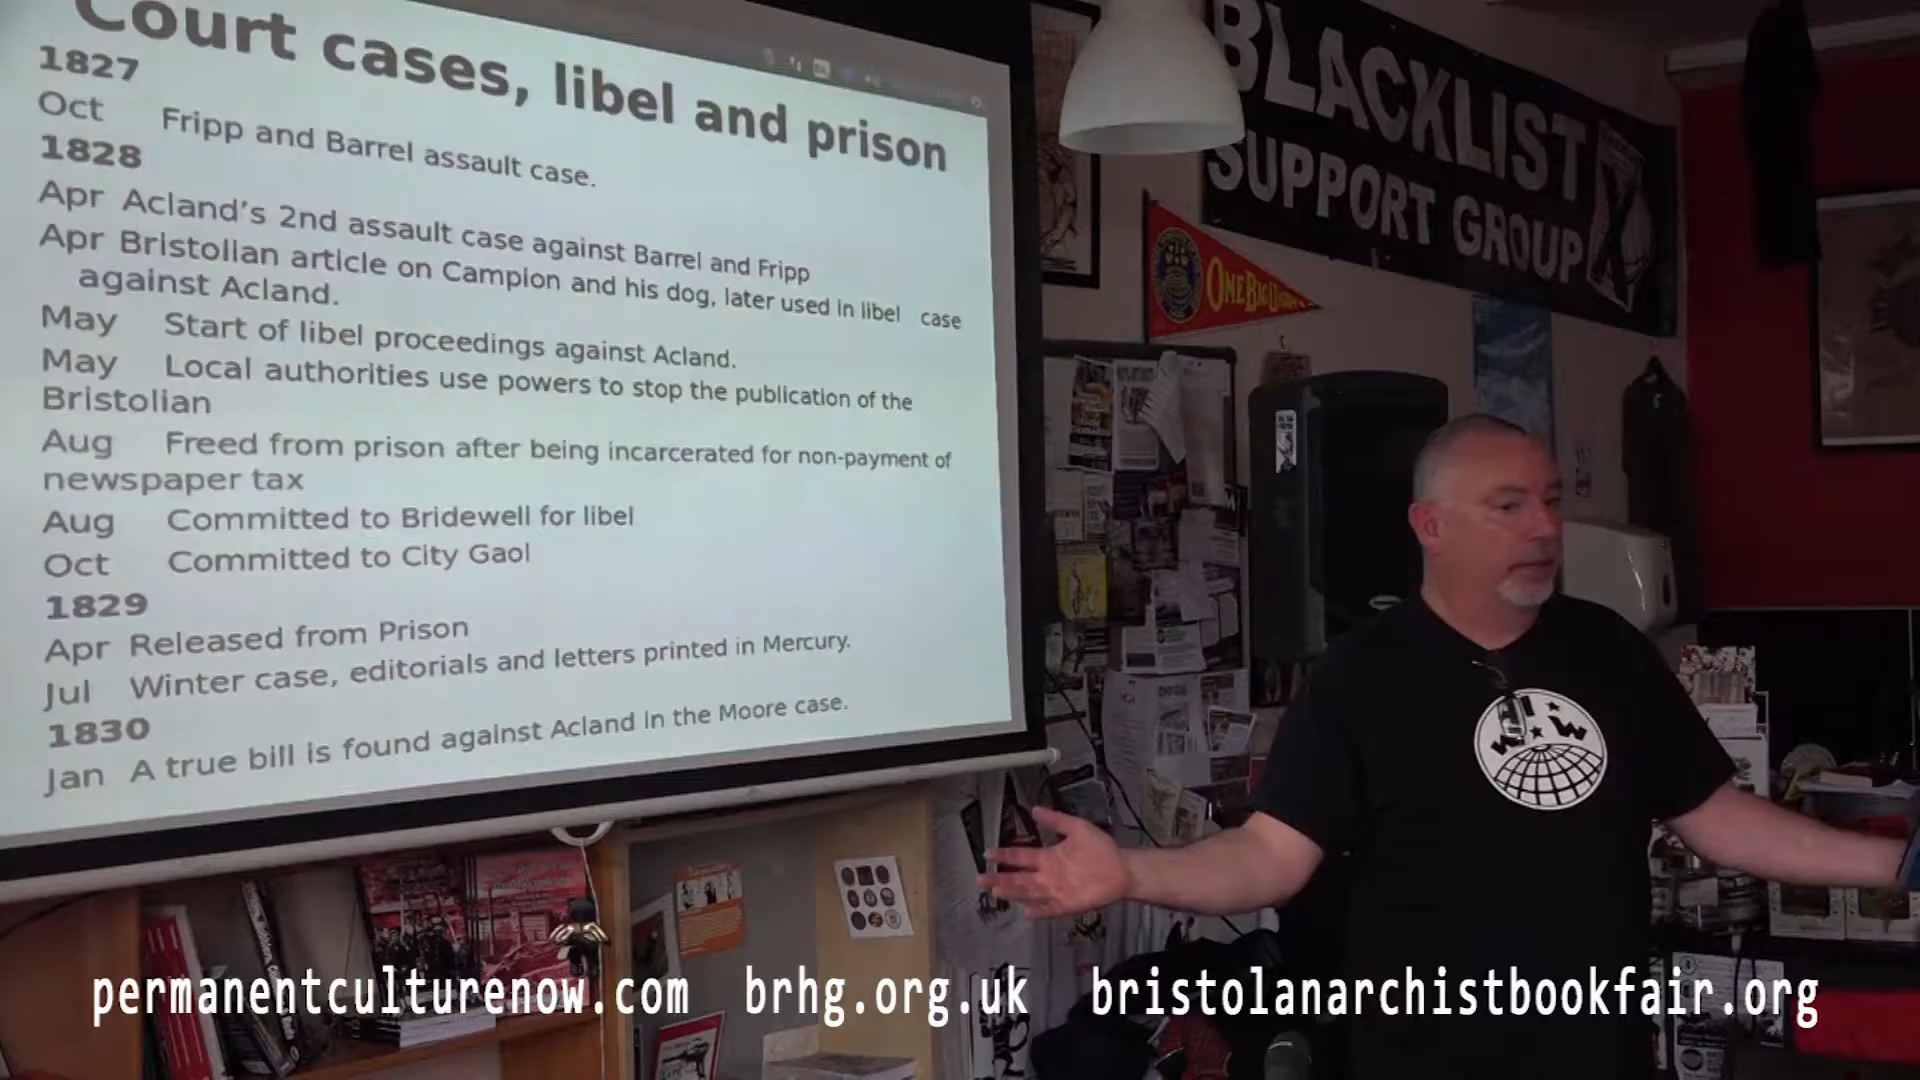 Court cases, libel and prison
1827
Oct Fripp and Barrel assault case.
1828
Apr Acland's 2nd assault case against Barrel and Fripp
Apr Bristolian article on Campion and his dog, later used in libel case
against Acland.
May Start of libel proceedings against Acland.
May Local authorities use powers to stop the publication of the
Bristolian
Aug Freed from prison after being incarcerated for non-payment of
newspaper tax
Aug Committed to Bridewell for libel
Oct Committed to City Gaol
1829
Apr Released from Prison
Jul Winter case, editorials and letters printed in Mercury.
1830
Jan A true bill is found against Acland in the Moore case.
BLACKLIST
SUPPORT GROUP
ONE BIG UNION
I
W W
permanentculturenow.com brhg.org.uk bristolanarchistbookfair.org